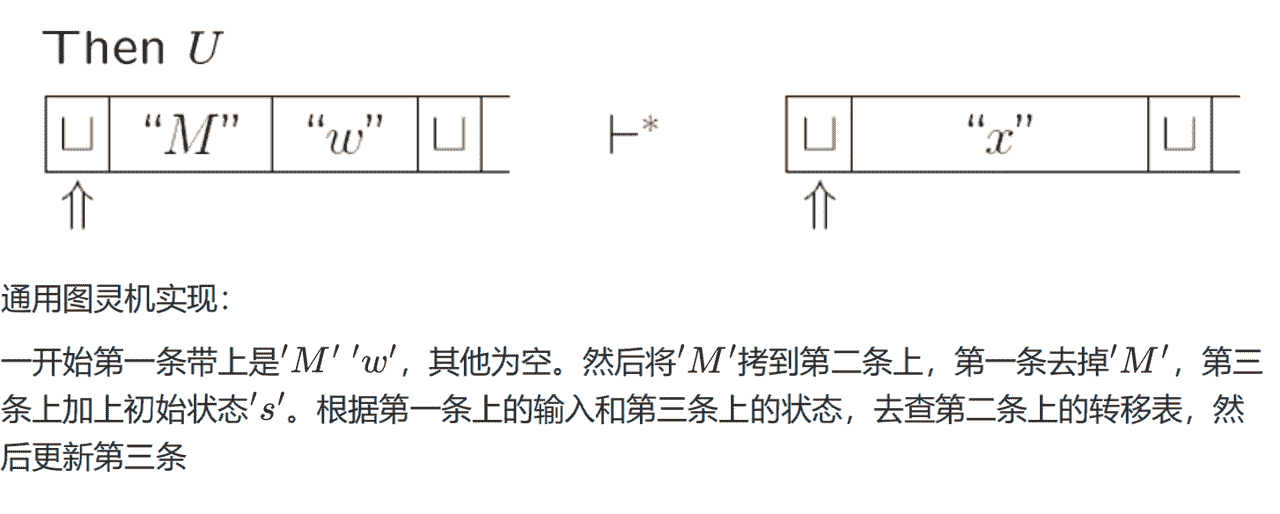 Then U
⊔ “M” “w” ⊔ ⊢* ⊔ “x” ⊔
⇑ ⇑
通用图灵机实现：
一开始第一条带上是'M' 'w'，其他为空。然后将'M'拷到第二条上，第一条去掉'M'，第三
条上加上初始状态's'。根据第一条上的输入和第三条上的状态，去查第二条上的转移表，然
后更新第三条